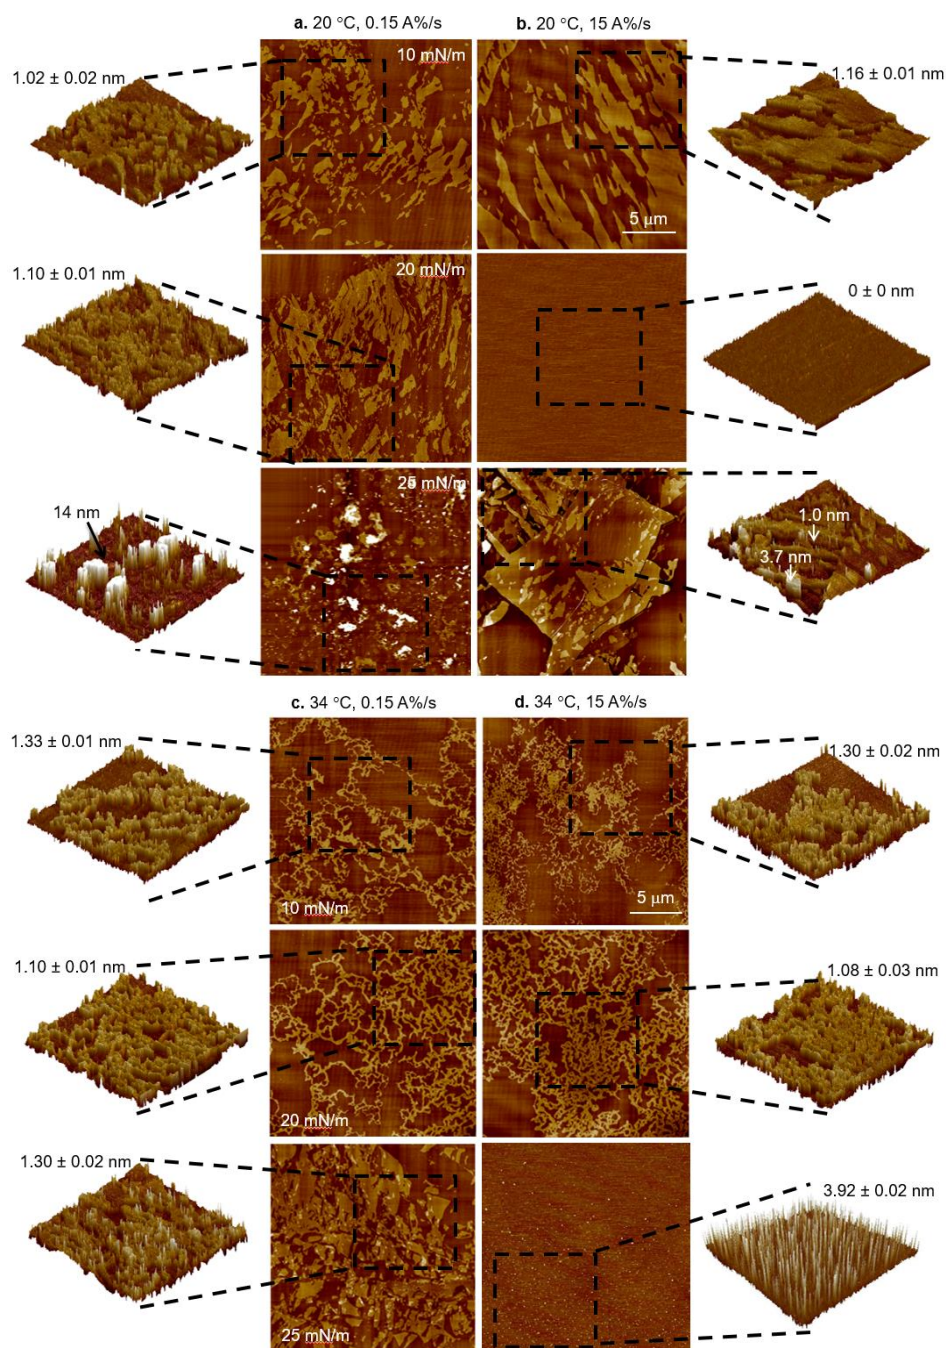 a. 20 °C, 0.15 A%/s
b. 20 °C, 15 A%/s
10 mN/m
1.02 ± 0.02 nm
1.16 ± 0.01 nm
5 μm
20 mN/m
1.10 ± 0.01 nm
0 ± 0 nm
mN/m
14 nm
1.0 nm
3.7 nm
c. 34 °C, 0.15 A%/s
d. 34 °C, 15 A%/s
1.33 ± 0.01 nm
1.30 ± 0.02 nm
10 mN/m
5 μm
1.10 ± 0.01 nm
1.08 ± 0.03 nm
20 mN/m
1.30 ± 0.02 nm
3.92 ± 0.02 nm
25 mN/m